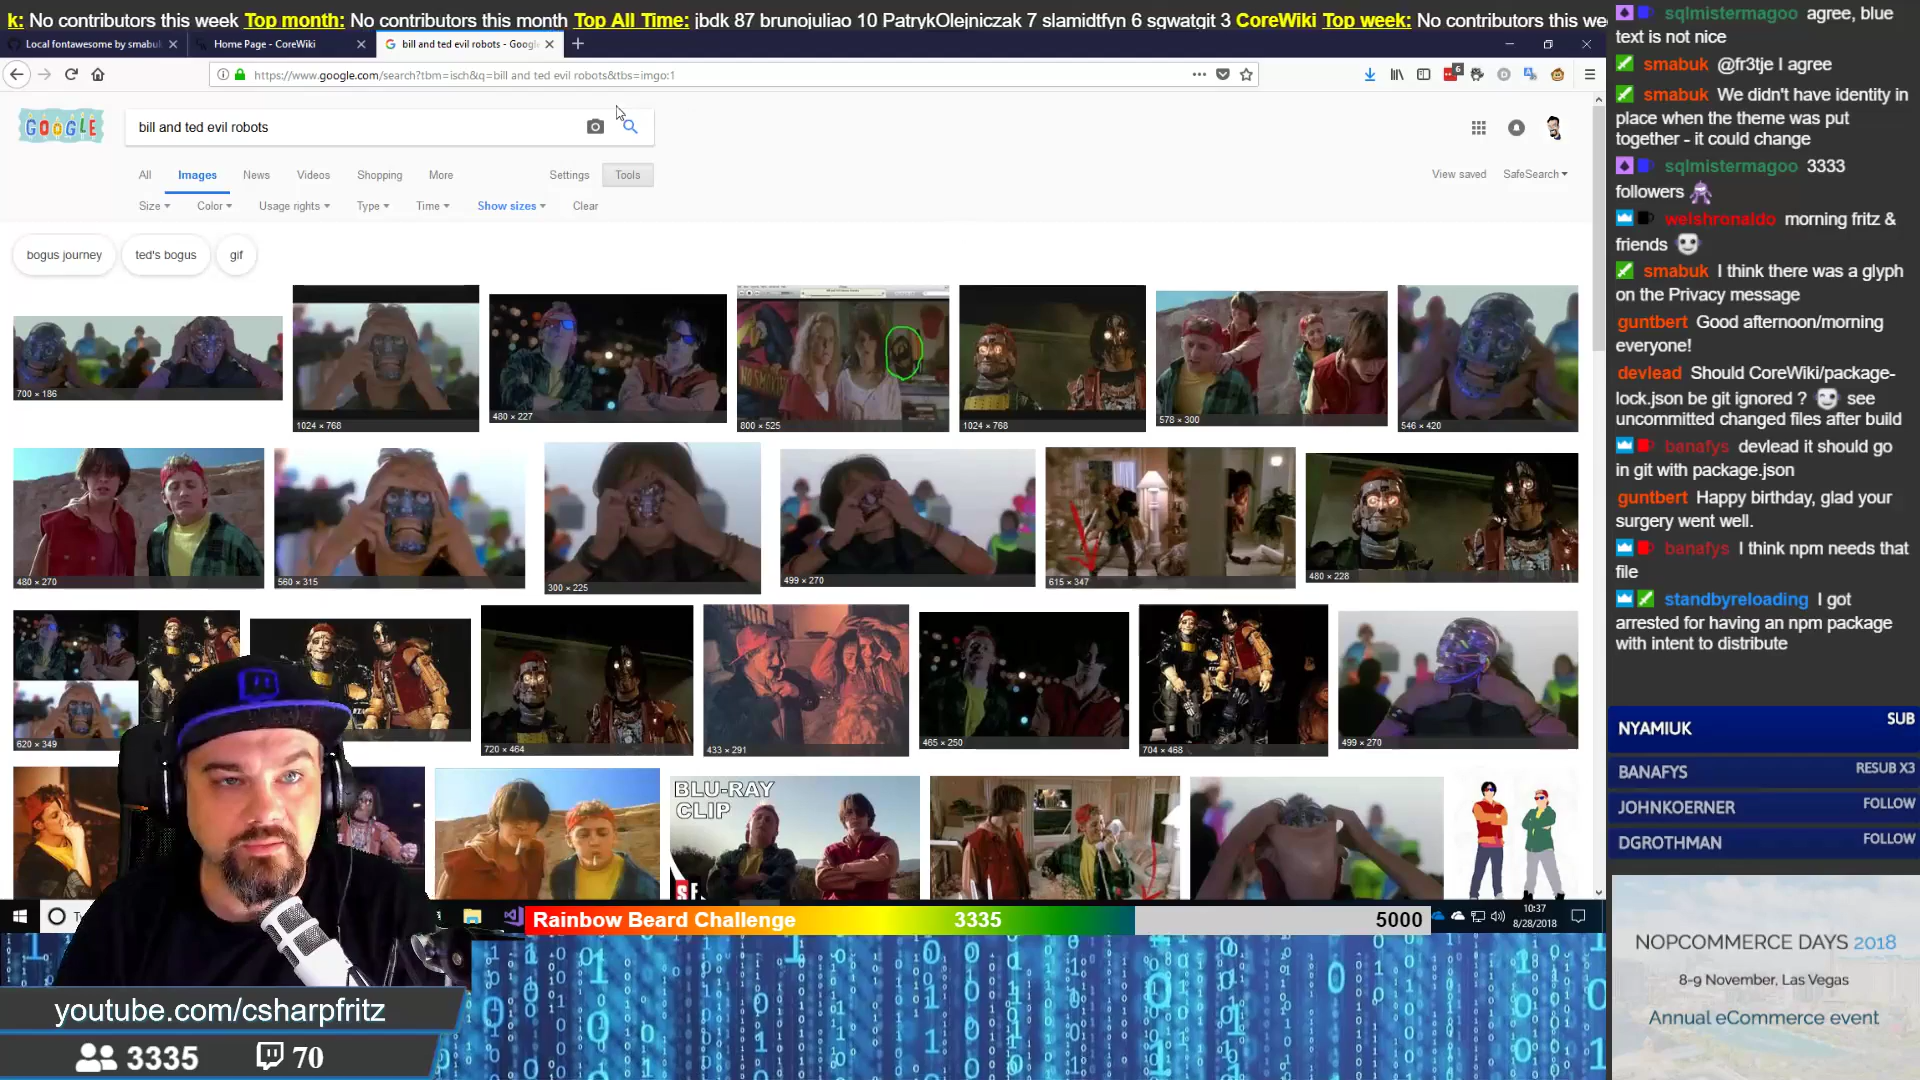 k: No contributors this week Top month: No contributors this month Top All Time: jbdk 87 brunojuliao 10 PatrykOlejniczak 7 slamidtfyn 6 sgwatgit 3 CoreWiki Top week: No contributors this wee
Local fontawesome by smabuk
Home Page - CoreWiki
bill and ted evil robots - Google
https://www.google.com/search?tbm=isch&q=bill and ted evil robots&tbs=imgo:1
6
GOOGLE
bill and ted evil robots
All
Images
News
Videos
Shopping
More
Settings
Tools
View saved
SafeSearch
Size
Color
Usage rights
Type
Time
Show sizes
Clear
bogus journey
ted's bogus
gif
NO SMOKING
700 × 186
1024 × 768
480 × 227
800 × 525
1024 × 768
578 × 300
546 × 420
480 × 270
560 × 315
300 × 225
499 × 270
615 × 347
480 × 228
620 × 349
720 × 464
433 × 291
465 × 250
704 × 468
499 × 270
BLU-RAY
CLIP
Rainbow Beard Challenge
3335
5000
10:37
8/28/2018
youtube.com/csharpfritz
3335
70
sqlmistermagoo agree, blue
text is not nice
smabuk @fr3tje I agree
smabuk We didn't have identity in
place when the theme was put
together - it could change
sqlmistermagoo 3333
followers
welshronaldo morning fritz &
friends
smabuk I think there was a glyph
on the Privacy message
guntbert Good afternoon/morning
everyone!
devlead Should CoreWiki/package-
lock.json be git ignored ? see
uncommitted changed files after build
banafys devlead it should go
in git with package.json
guntbert Happy birthday, glad your
surgery went well.
banafys I think npm needs that
file
standbyreloading I got
arrested for having an npm package
with intent to distribute
NYAMIUK
SUB
BANAFYS
RESUB X3
JOHNKOERNER
FOLLOW
DGROTHMAN
FOLLOW
NOPCOMMERCE DAYS 2018
8-9 November, Las Vegas
Annual eCommerce event